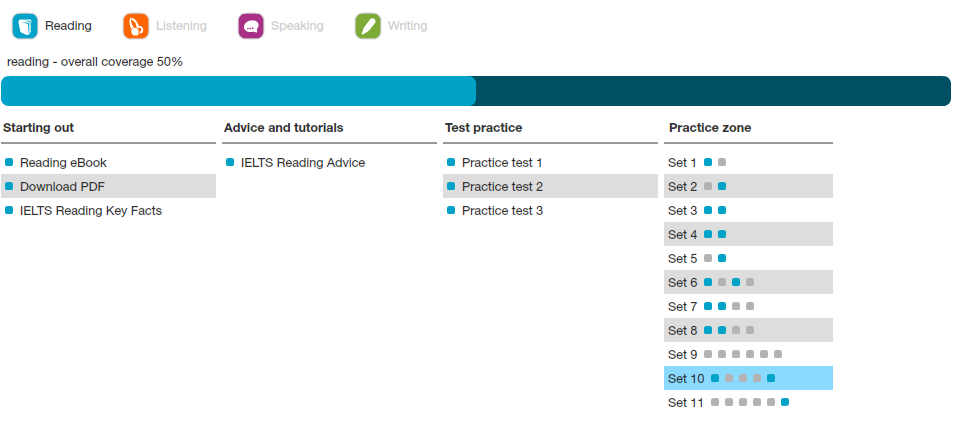 Reading Listening Speaking Writing
reading - overall coverage 50%
Starting out
Reading eBook
Download PDF
IELTS Reading Key Facts
Advice and tutorials
IELTS Reading Advice
Test practice
Practice test 1
Practice test 2
Practice test 3
Practice zone
Set 1
Set 2
Set 3
Set 4
Set 5
Set 6
Set 7
Set 8
Set 9
Set 10
Set 11